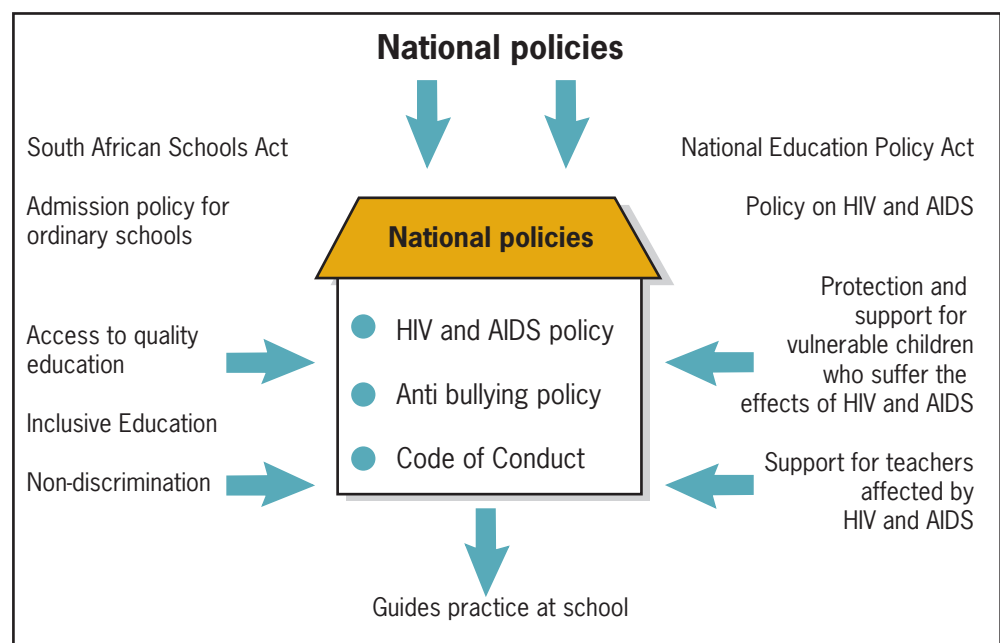 National policies
South African Schools Act
Admission policy for
ordinary schools
Access to quality
education
Inclusive Education
Non-discrimination
National policies
HIV and AIDS policy
Anti bullying policy
Code of Conduct
National Education Policy Act
Policy on HIV and AIDS
Protection and
support for
vulnerable children
who suffer the
effects of HIV and AIDS
Support for teachers
affected by
HIV and AIDS
Guides practice at school